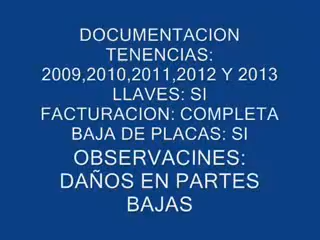 DOCUMENTACION
TENENCIAS:
2009,2010,2011,2012 Y 2013
LLAVES: SI
FACTURACION: COMPLETA
BAJA DE PLACAS: SI
OBSERVACINES:
DAÑOS EN PARTES
BAJAS